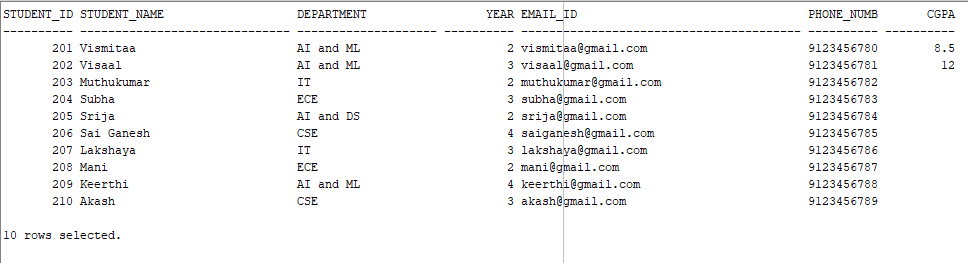 STUDENT_ID STUDENT_NAME                   DEPARTMENT                 YEAR EMAIL_ID                                 PHONE_NUMB       CGPA
---------- ------------------------------ -------------------- ---------- ---------------------------------------- ---------- ----------
       201 Vismitaa                       AI and ML                     2 vismitaa@gmail.com                       9123456780        8.5
       202 Visaal                         AI and ML                     3 visaal@gmail.com                         9123456781         12
       203 Muthukumar                     IT                            2 muthukumar@gmail.com                     9123456782
       204 Subha                          ECE                           3 subha@gmail.com                          9123456783
       205 Srija                          AI and DS                     2 srija@gmail.com                          9123456784
       206 Sai Ganesh                     CSE                           4 saiganesh@gmail.com                      9123456785
       207 Lakshaya                       IT                            3 lakshaya@gmail.com                       9123456786
       208 Mani                           ECE                           2 mani@gmail.com                           9123456787
       209 Keerthi                        AI and ML                     4 keerthi@gmail.com                        9123456788
       210 Akash                          CSE                           3 akash@gmail.com                          9123456789
10 rows selected.